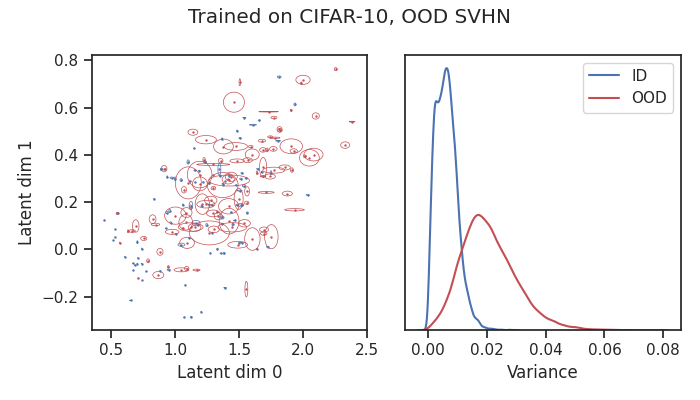 Trained on CIFAR-10, OOD SVHN
0.8
0.6
0.4
0.2
0.0
−0.2
Latent dim 1
0.5 1.0 1.5 2.0 2.5
Latent dim 0
ID
OOD
0.00 0.02 0.04 0.06 0.08
Variance